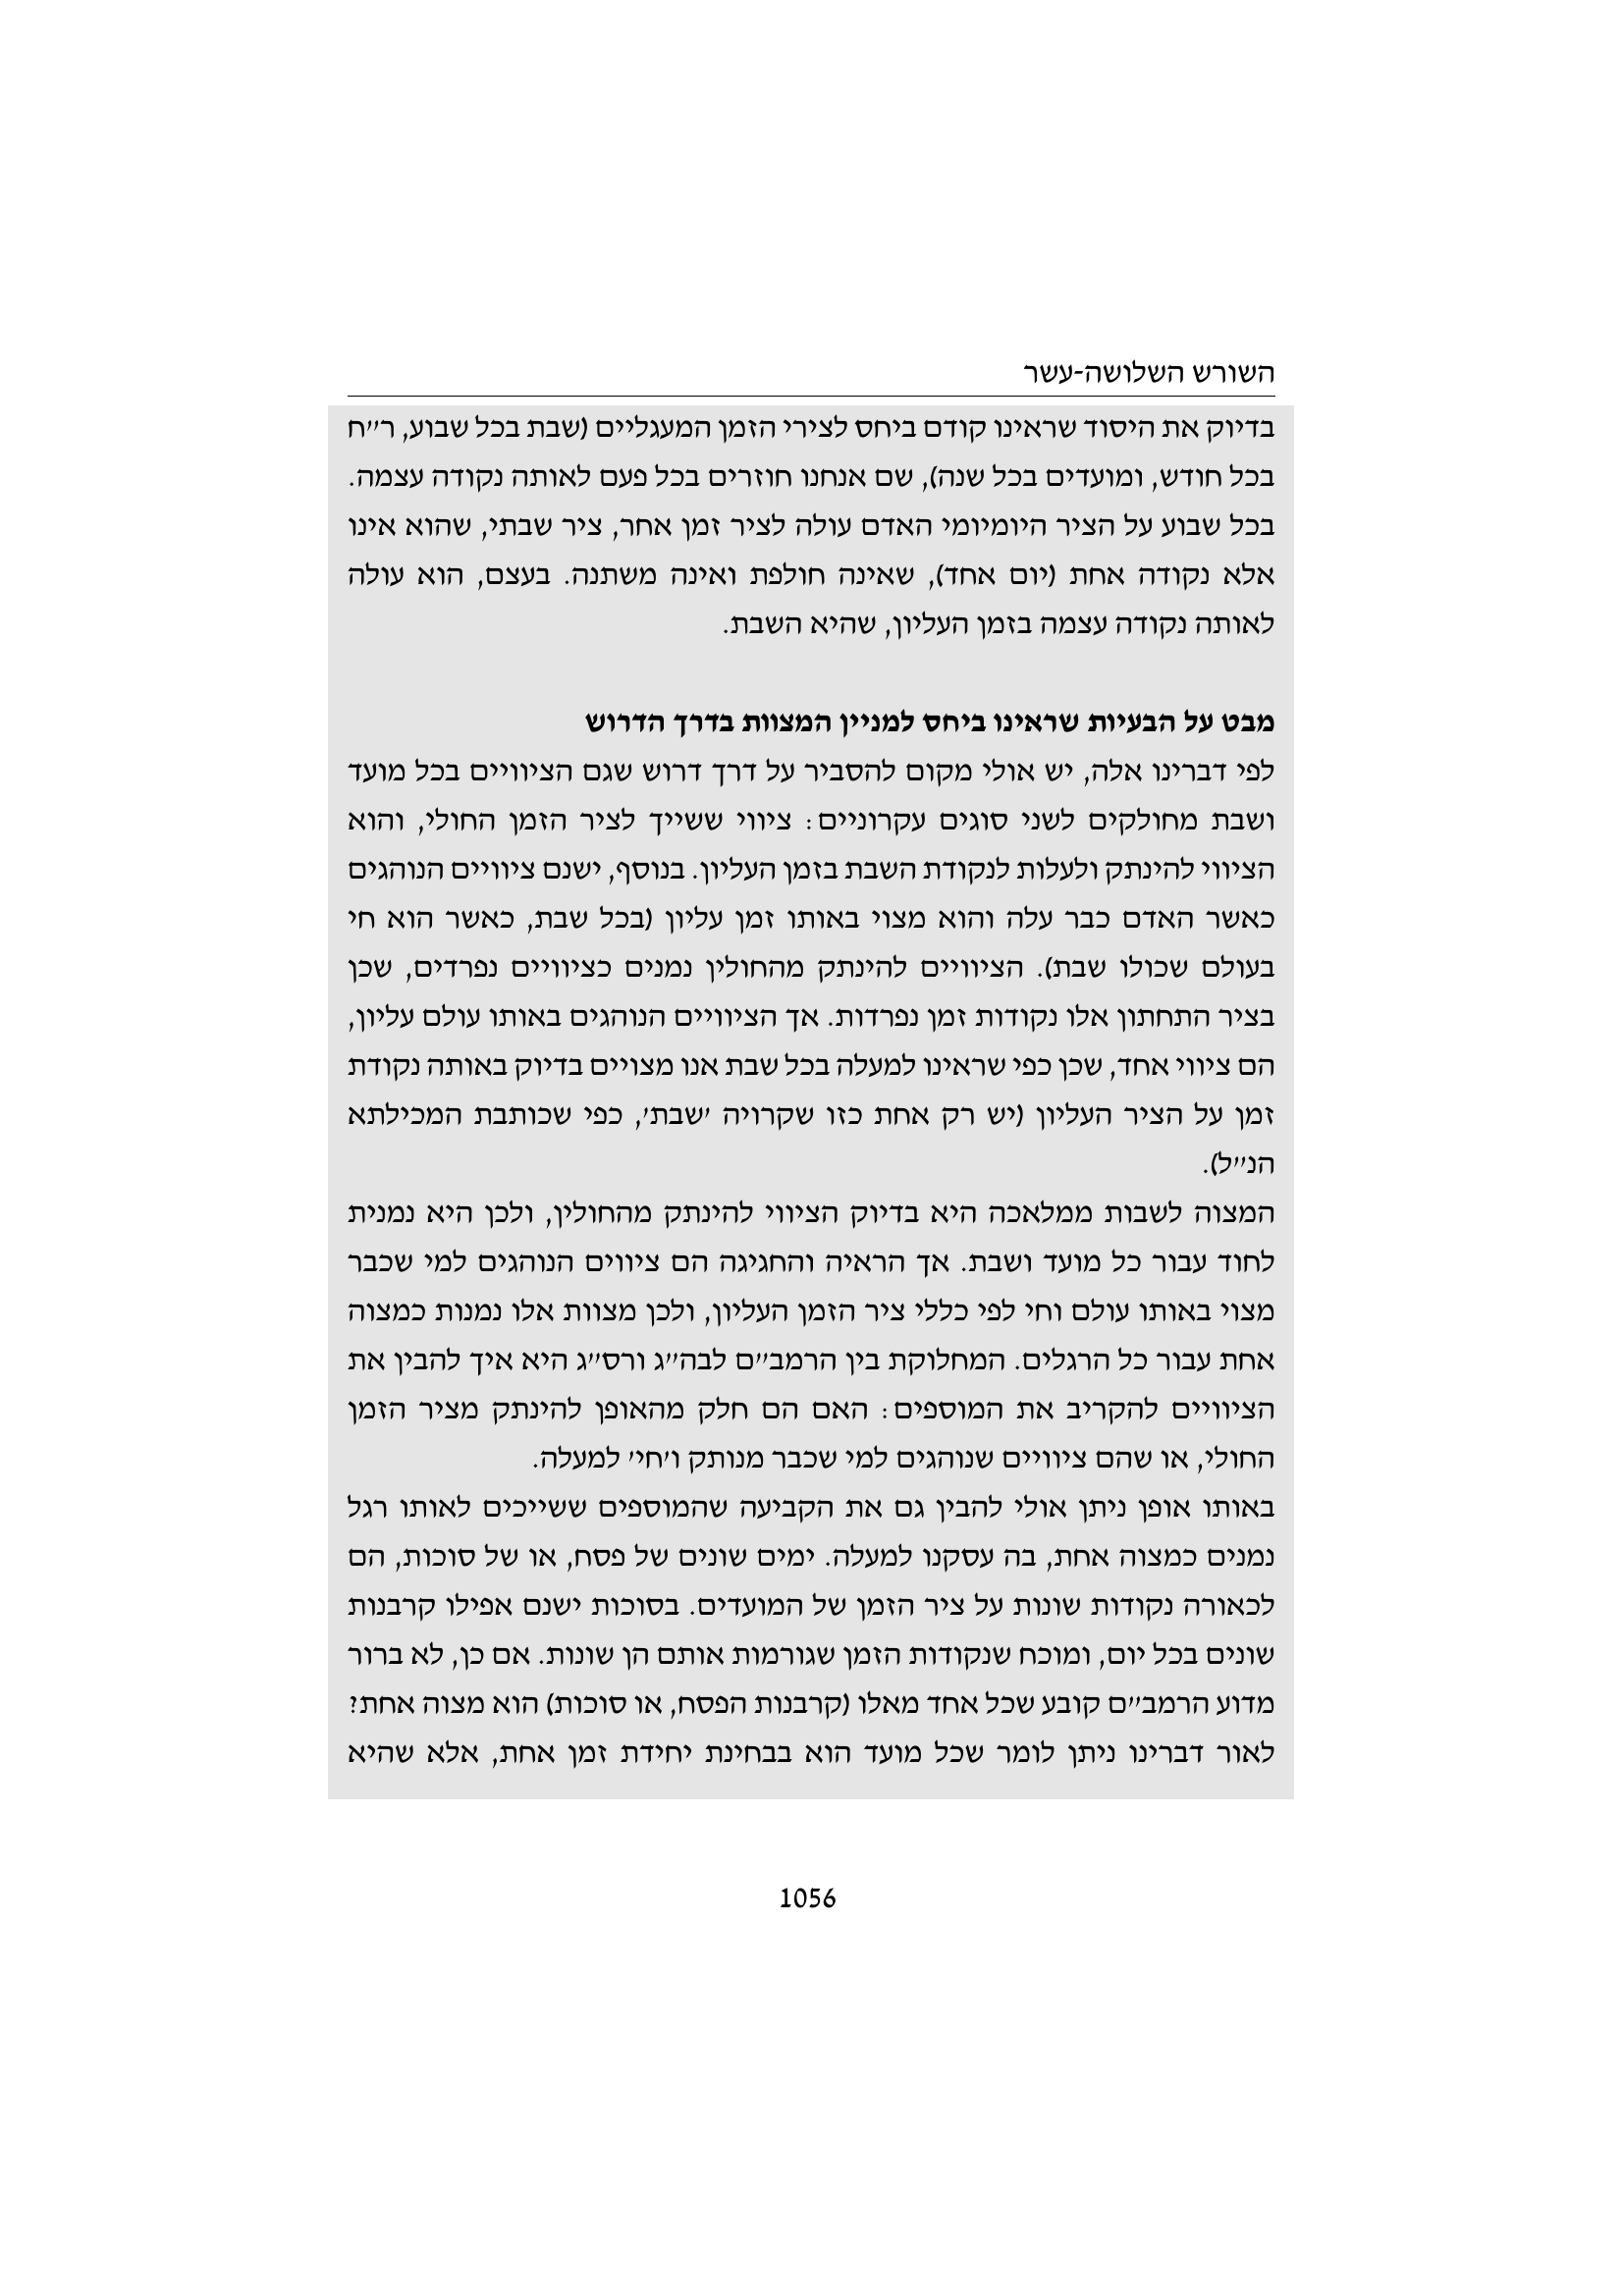 השורש השלושה-עשר
בדיוק את היסוד שראינו קודם ביחס לצירי הזמן המעגליים (שבת בכל שבוע, ר״ח
בכל חודש, ומועדים בכל שנה), שם אנחנו חוזרים בכל פעם לאותה נקודה עצמה.
בכל שבוע על הציר היומיומי האדם עולה לציר זמן אחר, ציר שבתי, שהוא אינו
אלא נקודה אחת (יום אחד), שאינה חולפת ואינה משתנה. בעצם, הוא עולה
לאותה נקודה עצמה בזמן העליון, שהיא השבת.
מבט על הבעיות שראינו ביחס למניין המצוות בדרך הדרוש
לפי דברינו אלה, יש אולי מקום להסביר על דרך דרוש שגם הציוויים בכל מועד
ושבת מחולקים לשני סוגים עקרוניים: ציווי ששייך לציר הזמן החולי, והוא
הציווי להינתק ולעלות לנקודת השבת בזמן העליון. בנוסף, ישנם ציוויים הנוהגים
כאשר האדם כבר עלה והוא מצוי באותו זמן עליון (בכל שבת, כאשר הוא חי
בעולם שכולו שבת). הציוויים להינתק מהחולין נמנים כציוויים נפרדים, שכן
בציר התחתון אלו נקודות זמן נפרדות. אך הציוויים הנוהגים באותו עולם עליון,
הם ציווי אחד, שכן כפי שראינו למעלה בכל שבת אנו מצויים בדיוק באותה נקודת
זמן על הציר העליון (יש רק אחת כזו שקרויה ׳שבת׳, כפי שכותבת המכילתא
הנ״ל).
המצוה לשבות ממלאכה היא בדיוק הציווי להינתק מהחולין, ולכן היא נמנית
לחוד עבור כל מועד ושבת. אך הראיה והחגיגה הם ציווים הנוהגים למי שכבר
מצוי באותו עולם וחי לפי כללי ציר הזמן העליון, ולכן מצוות אלו נמנות כמצוה
אחת עבור כל הרגלים. המחלוקת בין הרמב״ם לבה״ג ורס״ג היא איך להבין את
הציוויים להקריב את המוספים: האם הם חלק מהאופן להינתק מציר הזמן
החולי, או שהם ציוויים שנוהגים למי שכבר מנותק ו׳חי׳ למעלה.
באותו אופן ניתן אולי להבין גם את הקביעה שהמוספים ששייכים לאותו רגל
נמנים כמצוה אחת, בה עסקנו למעלה. ימים שונים של פסח, או של סוכות, הם
לכאורה נקודות שונות על ציר הזמן של המועדים. בסוכות ישנם אפילו קרבנות
שונים בכל יום, ומוכח שנקודות הזמן שגורמות אותם הן שונות. אם כן, לא ברור
מדוע הרמב״ם קובע שכל אחד מאלו (קרבנות הפסח, או סוכות) הוא מצוה אחת?
לאור דברינו ניתן לומר שכל מועד הוא בבחינת יחידת זמן אחת, אלא שהיא
1056